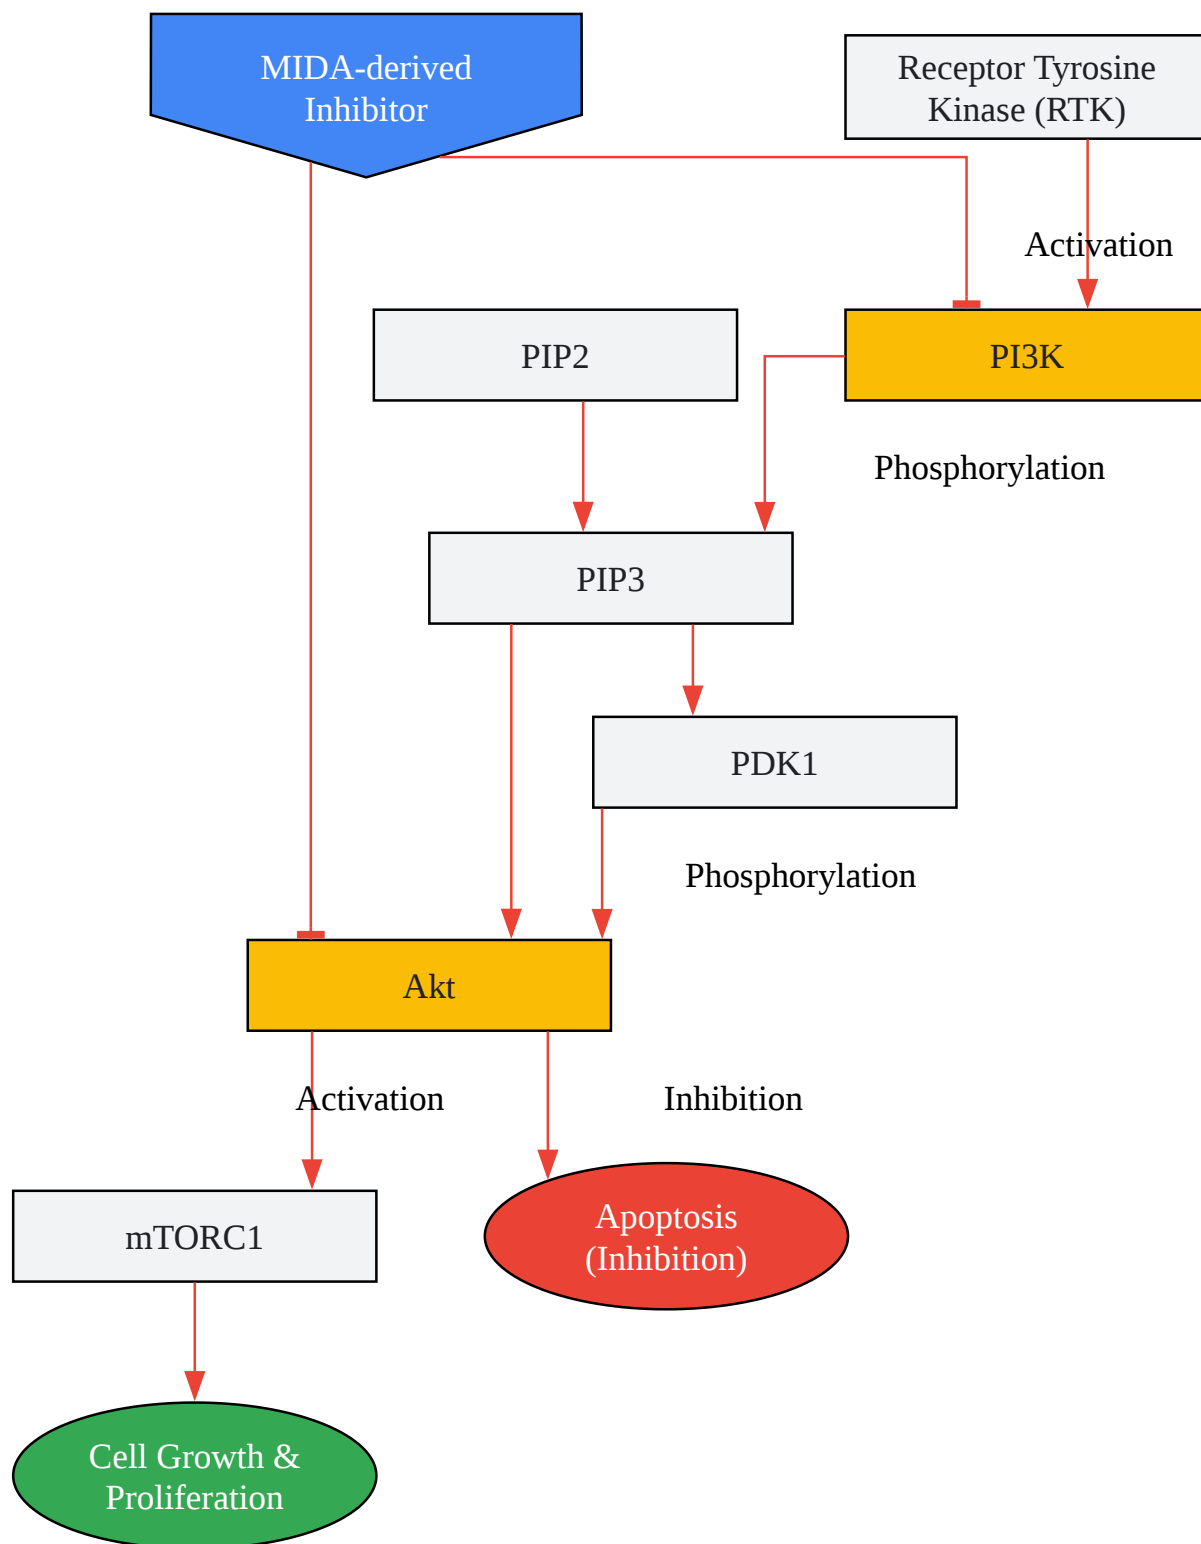 MIDA-derived
Inhibitor
Receptor Tyrosine
Kinase (RTK)
Activation
PIP2
PI3K
Phosphorylation
PIP3
PDK1
Phosphorylation
Akt
Activation
Inhibition
mTORC1
Apoptosis
(Inhibition)
Cell Growth &
Proliferation